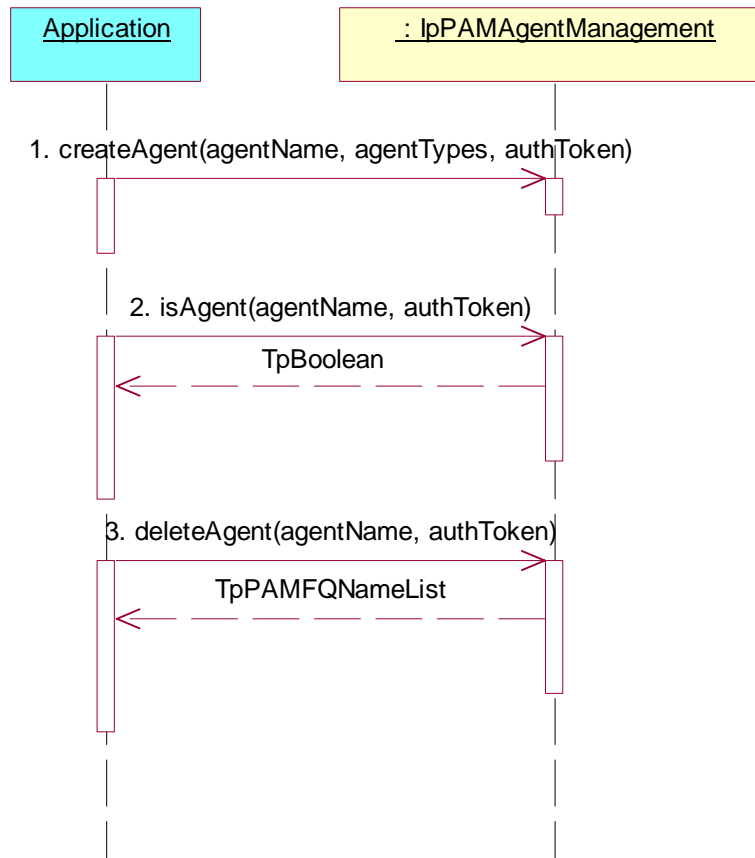 Application
: IpPAMAgentManagement
1. createAgent(agentName, agentTypes, authToken)
2. isAgent(agentName, authToken)
TpBoolean
3. deleteAgent(agentName, authToken)
TpPAMFQNameList